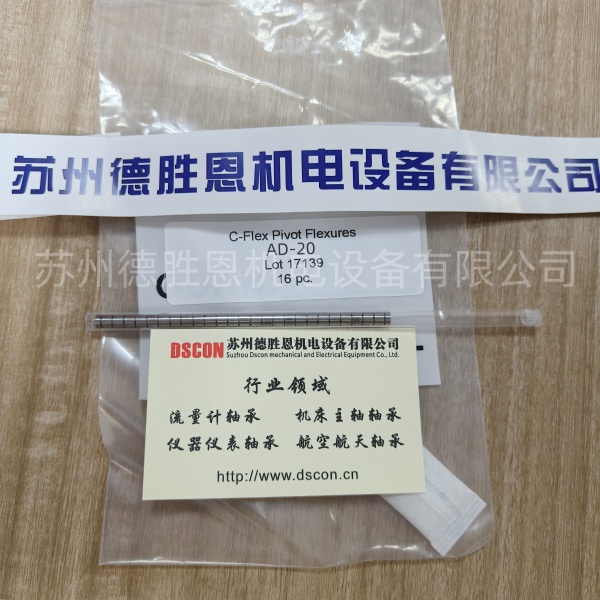 苏州德胜恩机电设备有限公司
C-Flex Pivot Flexures
AD-20
Lot 17139
16 pc.
苏州德胜恩机电设备有限公司
DSCON 苏州德胜恩机电设备有限公司
Suzhou Dscon mechanical and Electrical Equipment Co., Ltd.
行业领域
流量计轴承 机床主轴轴承
仪器仪表轴承 航空航天轴承
http://www.dscon.cn